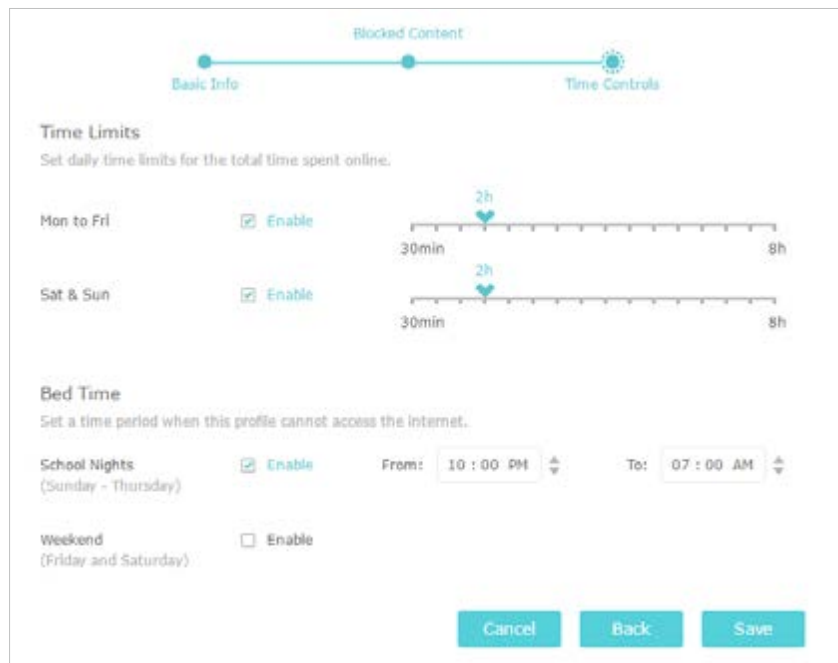 Blocked Content
Basic Info
Time Controls
Time Limits
Set daily time limits for the total time spent online.
2h
Mon to Fri Enable
30min 8h
2h
Sat & Sun Enable
30min 8h
Bed Time
Set a time period when this profile cannot access the internet.
School Nights Enable From: 10 : 00 PM To: 07 : 00 AM
(Sunday - Thursday)
Weekend Enable
(Friday and Saturday)
Cancel Back Save